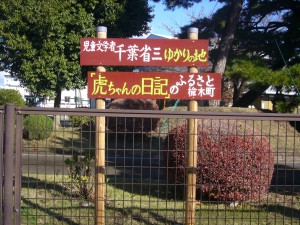 児童文学者千葉省三ゆかりの地
「虎ちゃんの日記」のふるさと楡木町